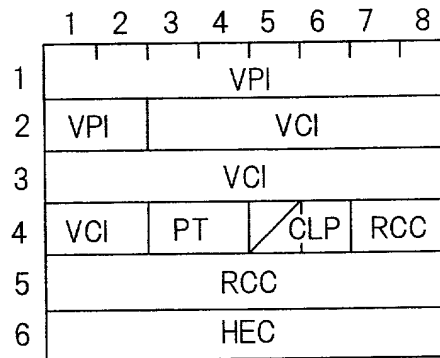 1 2 3 4 5 6 7 8
1 VPI
2 VPI VCI
3 VCI
4 VCI PT CLP RCC
5 RCC
6 HEC